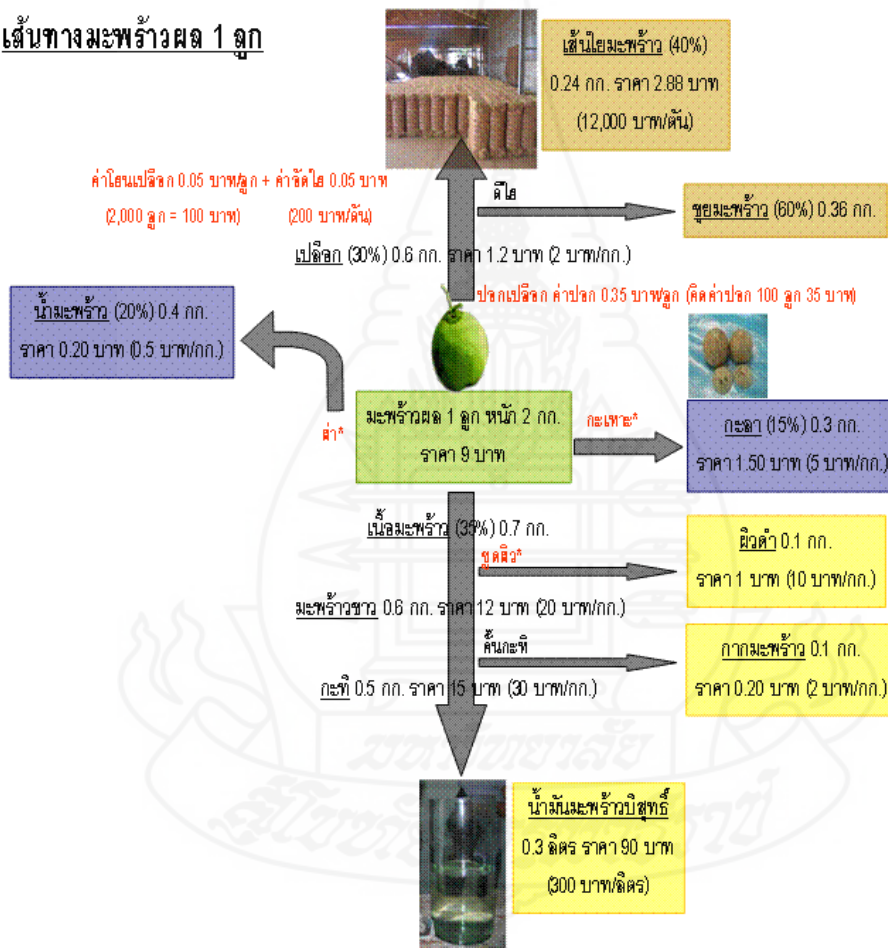 เส้นทางมะพร้าวผล 1 ลูก
เส้นใยมะพร้าว (40%)
0.24 กก. ราคา 2.88 บาท
(12,000 บาท/ตัน)
ค่าโยนเปลือก 0.05 บาท/ลูก + ค่าอัดใย 0.05 บาท
(2,000 ลูก = 100 บาท) (200 บาท/ตัน)
ตีใย
ขุยมะพร้าว (60%) 0.36 กก.
เปลือก (30%) 0.6 กก. ราคา 1.2 บาท (2 บาท/กก.)
ปอกเปลือก ค่าปอก 0.35 บาท/ลูก (คิดค่าปอก 100 ลูก 35 บาท)
น้ำมะพร้าว (20%) 0.4 กก.
ราคา 0.20 บาท (0.5 บาท/กก.)
ผ่า*
มะพร้าวผล 1 ลูก หนัก 2 กก.
ราคา 9 บาท
กะเทาะ*
กะลา (15%) 0.3 กก.
ราคา 1.50 บาท (5 บาท/กก.)
เนื้อมะพร้าว (35%) 0.7 กก.
ขูดผิว*
ผิวดำ 0.1 กก.
ราคา 1 บาท (10 บาท/กก.)
มะพร้าวขาว 0.6 กก. ราคา 12 บาท (20 บาท/กก.)
คั้นกะทิ
กากมะพร้าว 0.1 กก.
ราคา 0.20 บาท (2 บาท/กก.)
กะทิ 0.5 กก. ราคา 15 บาท (30 บาท/กก.)
มหาวิทยาลัย
น้ำมันมะพร้าวบริสุทธิ์
0.3 ลิตร ราคา 90 บาท
(300 บาท/ลิตร)